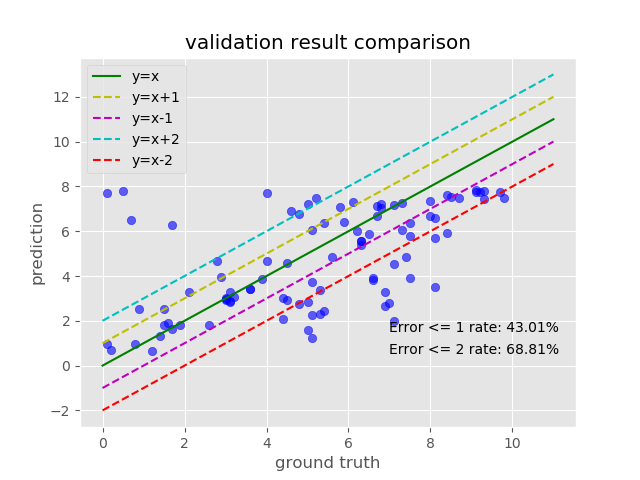 validation result comparison
y=x
y=x+1
y=x-1
y=x+2
y=x-2
12
10
8
6
4
2
0
−2
prediction
Error <= 1 rate: 43.01%
Error <= 2 rate: 68.81%
0 2 4 6 8 10
ground truth